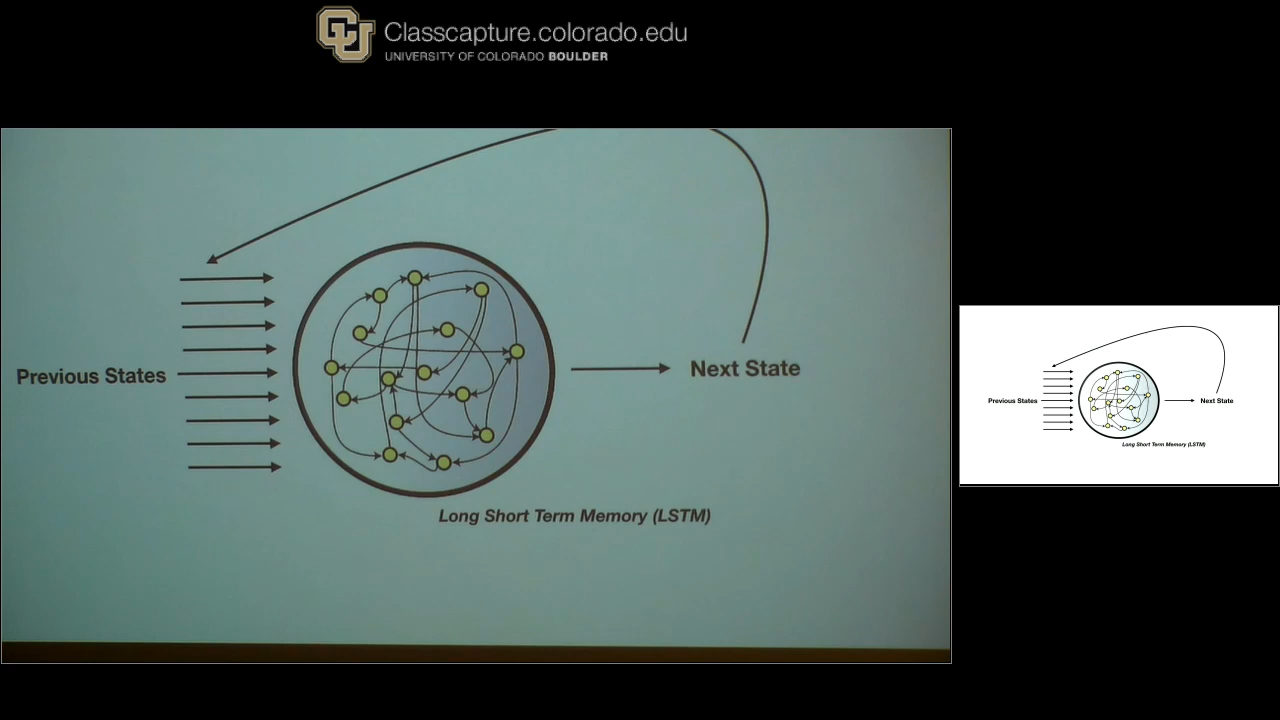 Classcapture.colorado.edu
UNIVERSITY OF COLORADO BOULDER
Previous States
Next State
Long Short Term Memory (LSTM)
Previous States
Next State
Long Short Term Memory (LSTM)